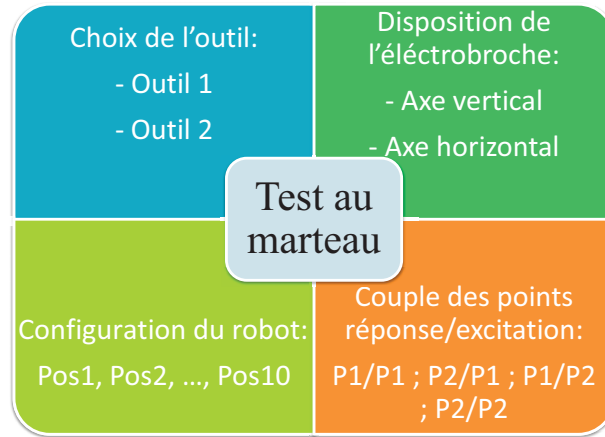 Choix de l’outil:
- Outil 1
- Outil 2
Disposition de
l’éléctrobroche:
- Axe vertical
- Axe horizontal
Test au
marteau
Configuration du robot:
Pos1, Pos2, ..., Pos10
Couple des points
réponse/excitation:
P1/P1 ; P2/P1 ; P1/P2
; P2/P2